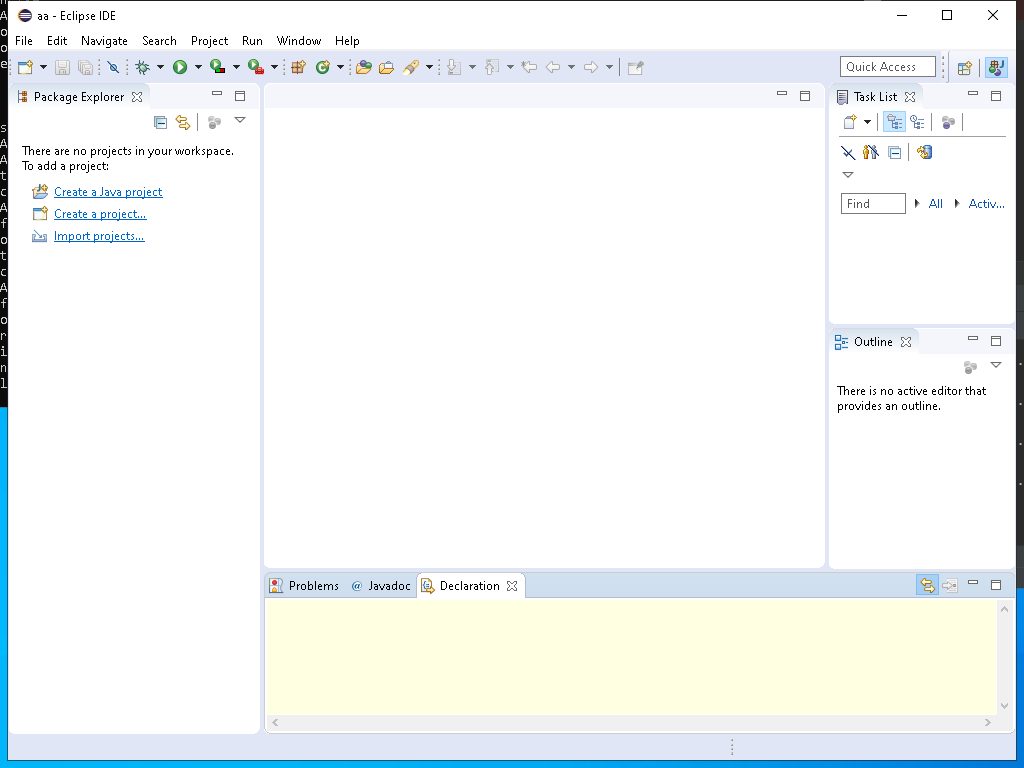 aa - Eclipse IDE
File Edit Navigate Search Project Run Window Help
Quick Access
Package Explorer
There are no projects in your workspace.
To add a project:
Create a Java project
Create a project...
Import projects...
Task List
Find All Activ...
Outline
There is no active editor that
provides an outline.
Problems @ Javadoc Declaration